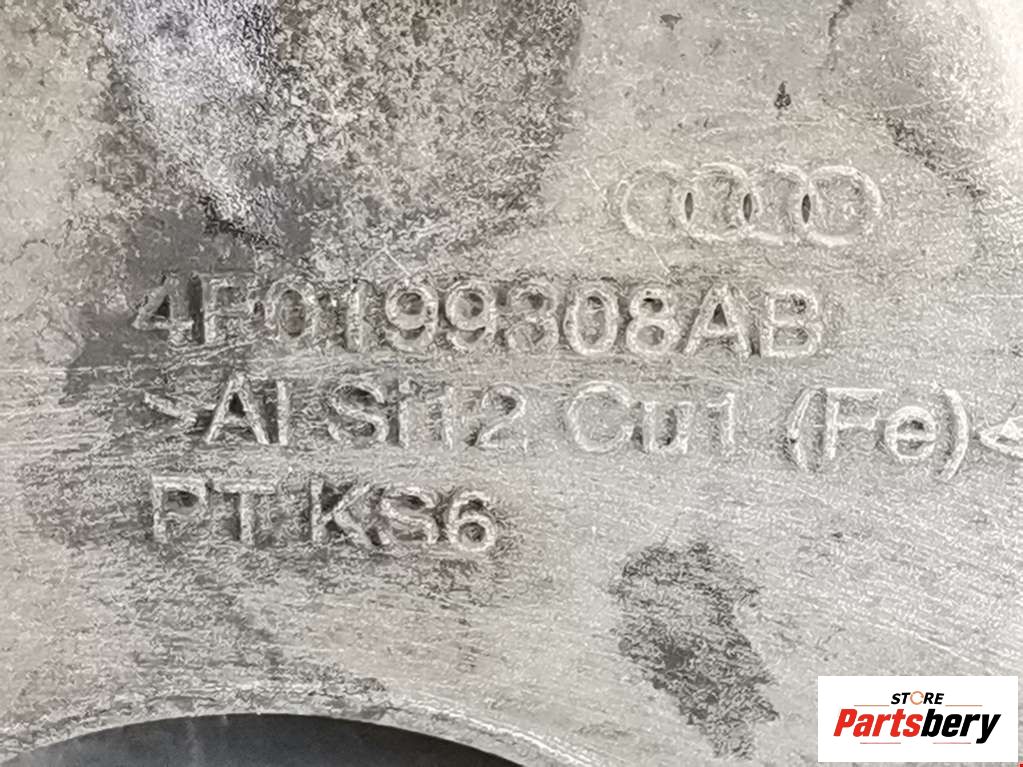 4F0199308AB
>Al Si12 Cu1 (Fe)<
PT KS6
STORE
Partsbery